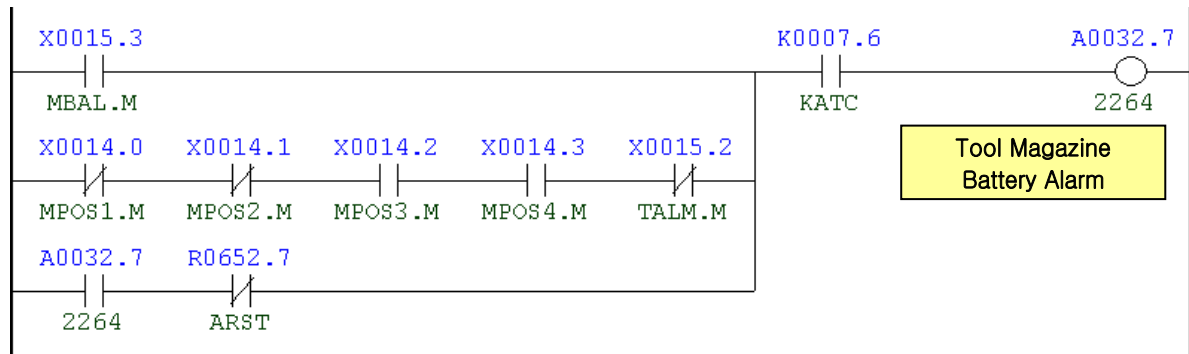 X0015.3 K0007.6 A0032.7
MBAL.M KATC 2264
X0014.0 X0014.1 X0014.2 X0014.3 X0015.2
MPOS1.M MPOS2.M MPOS3.M MPOS4.M TALM.M
Tool Magazine
Battery Alarm
A0032.7 R0652.7
2264 ARST